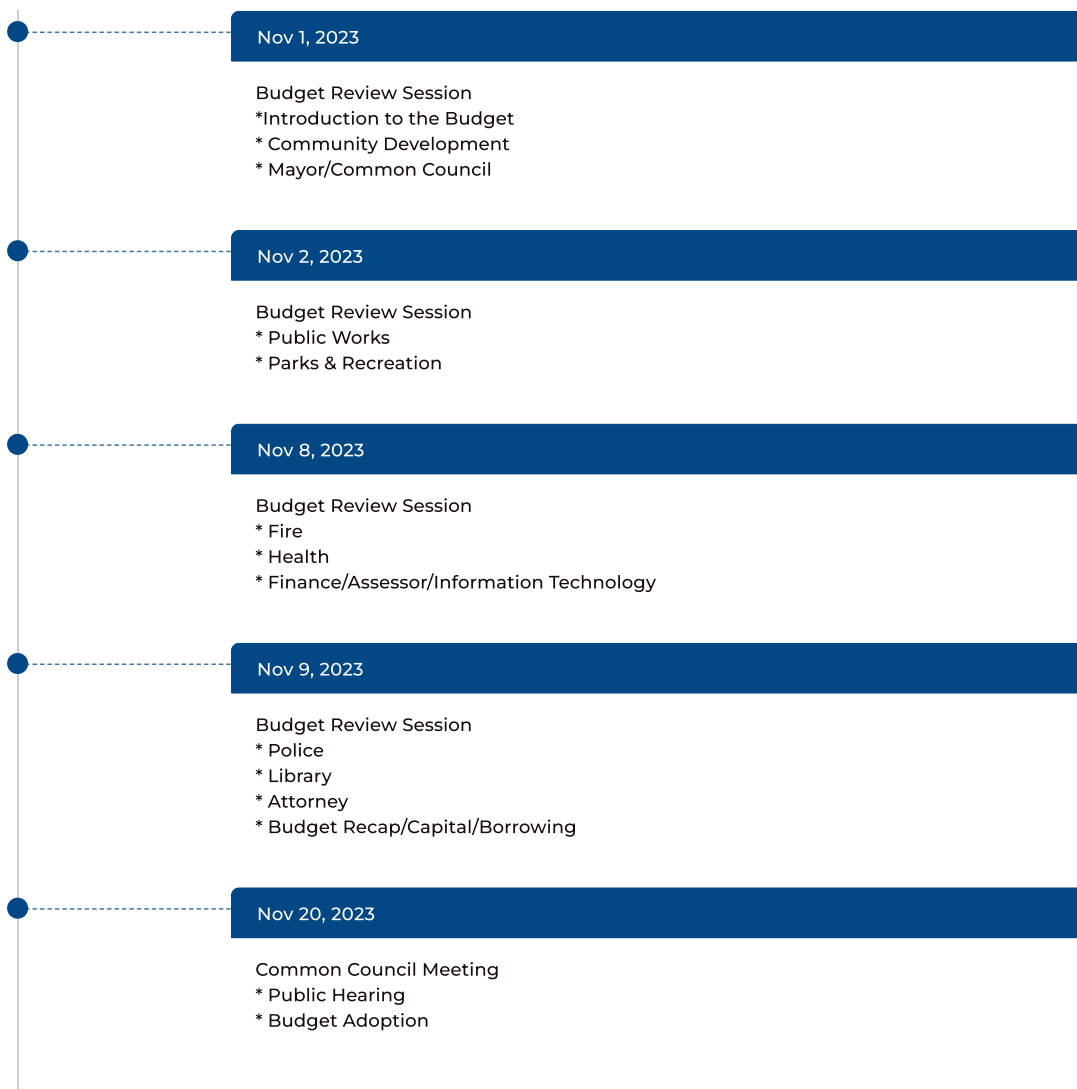 Nov 1, 2023
Budget Review Session
*Introduction to the Budget
* Community Development
* Mayor/Common Council
Nov 2, 2023
Budget Review Session
* Public Works
* Parks & Recreation
Nov 8, 2023
Budget Review Session
* Fire
* Health
* Finance/Assessor/Information Technology
Nov 9, 2023
Budget Review Session
* Police
* Library
* Attorney
* Budget Recap/Capital/Borrowing
Nov 20, 2023
Common Council Meeting
* Public Hearing
* Budget Adoption